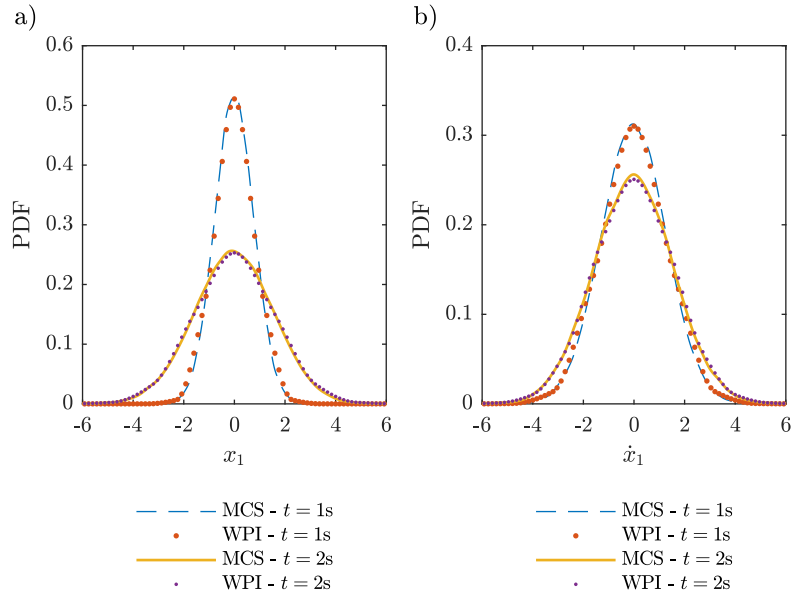 a)
0.6
0.5
0.4
0.3
0.2
0.1
0
PDF
-6 -4 -2 0 2 4 6
x₁
MCS - t = 1s
WPI - t = 1s
MCS - t = 2s
WPI - t = 2s
b)
0.4
0.3
0.2
0.1
0
PDF
-6 -4 -2 0 2 4 6
ẋ₁
MCS - t = 1s
WPI - t = 1s
MCS - t = 2s
WPI - t = 2s